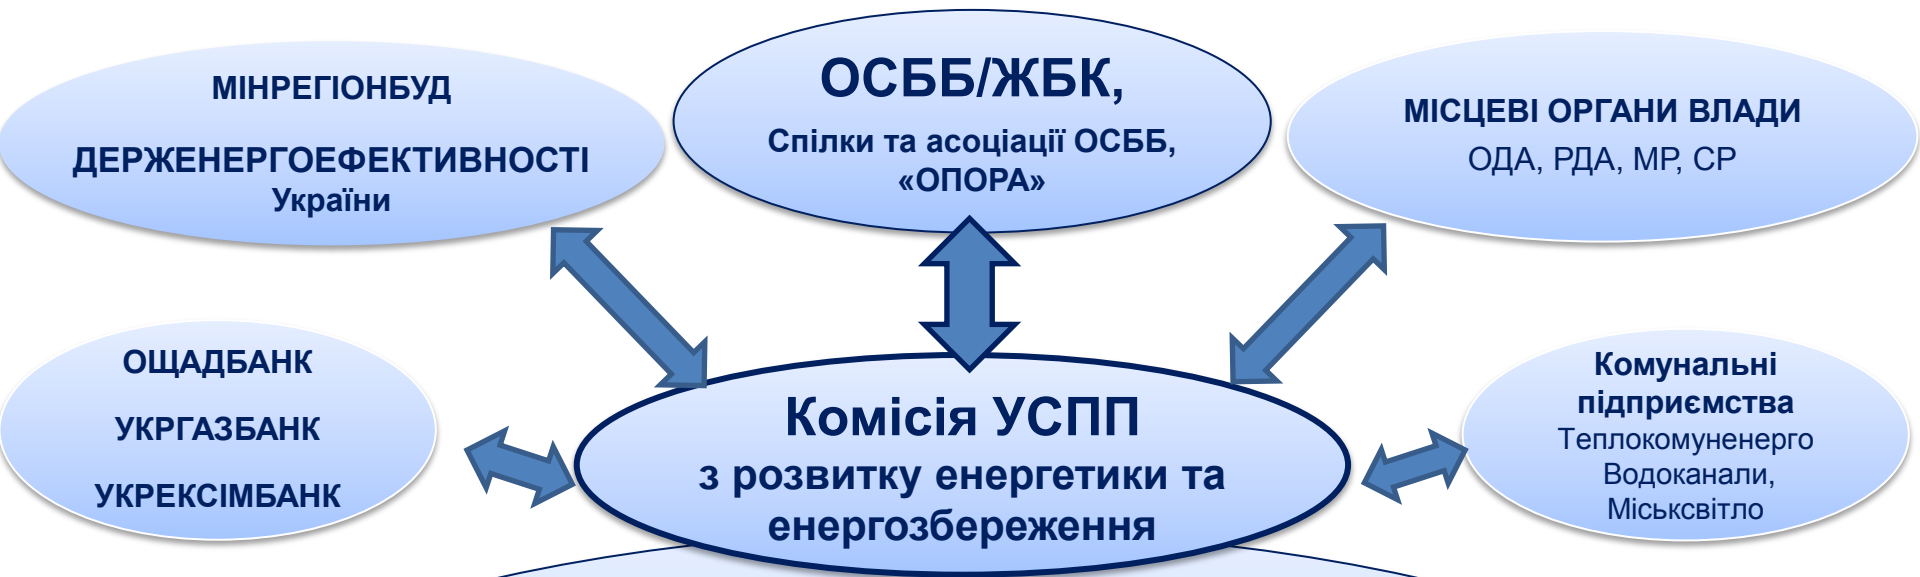 МІНРЕГІОНБУД
ДЕРЖЕНЕРГОЕФЕКТИВНОСТІ
України
ОСББ/ЖБК,
Спілки та асоціації ОСББ,
«ОПОРА»
МІСЦЕВІ ОРГАНИ ВЛАДИ
ОДА, РДА, МР, СР
ОЩАДБАНК
УКРГАЗБАНК
УКРЕКСІМБАНК
Комісія УСПП
з розвитку енергетики та
енергозбереження
Комунальні
підприємства
Теплокомуненерго
Водоканали,
Міськсвітло